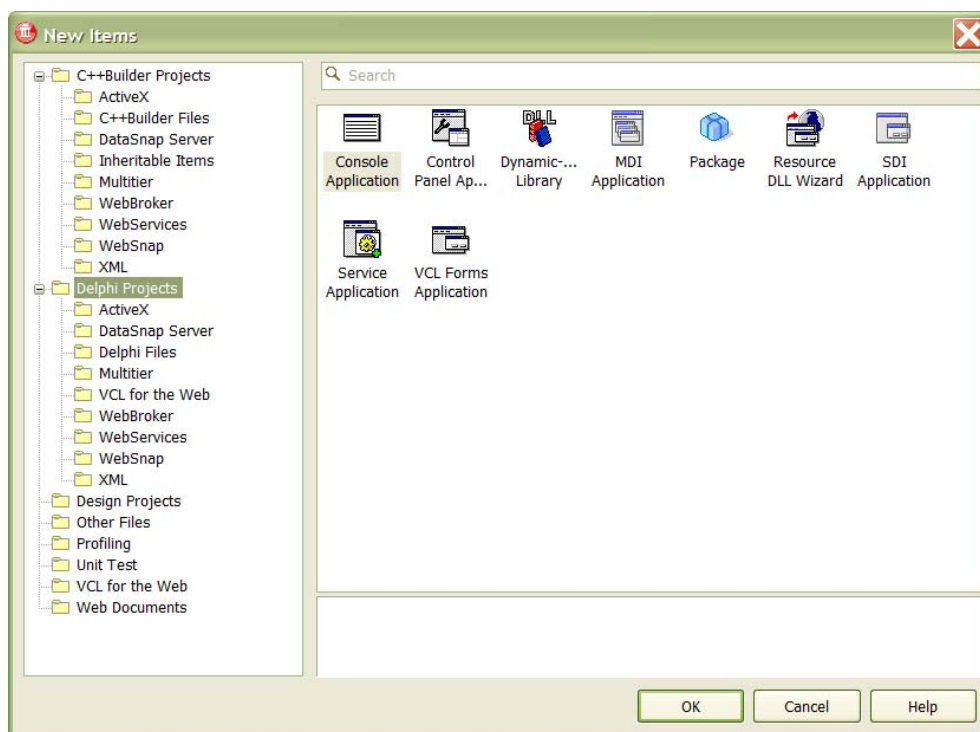 New Items
C++Builder Projects
ActiveX
C++Builder Files
DataSnap Server
Inheritable Items
Multitier
WebBroker
WebServices
WebSnap
XML
Delphi Projects
ActiveX
DataSnap Server
Delphi Files
Multitier
VCL for the Web
WebBroker
WebServices
WebSnap
XML
Design Projects
Other Files
Profiling
Unit Test
VCL for the Web
Web Documents
Search
DLL
Console
Application
Control
Panel Ap...
Dynamic-...
Library
MDI
Application
Package
Resource
DLL Wizard
SDI
Application
Service
Application
VCL Forms
Application
OK
Cancel
Help